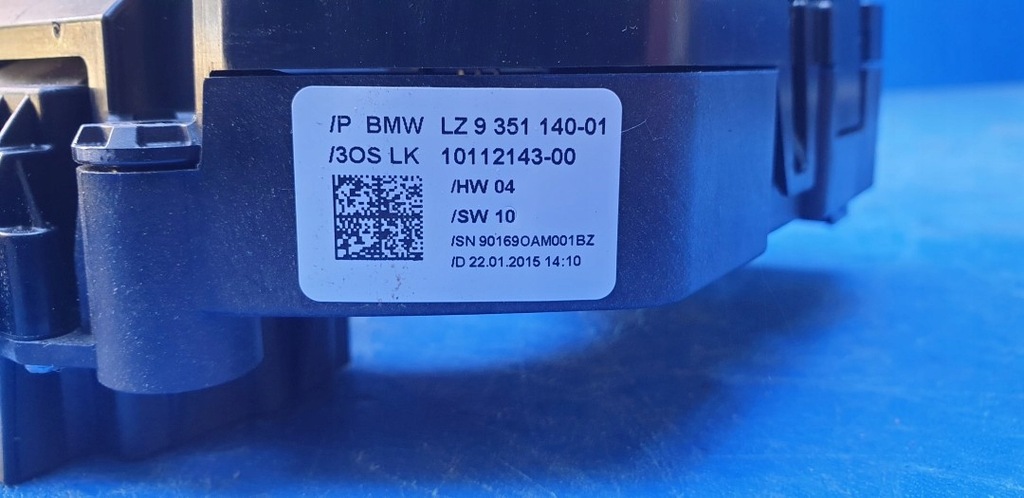 /P BMW LZ 9 351 140-01
/3OS LK 10112143-00
/HW 04
/SW 10
/SN 90169OAM001BZ
/D 22.01.2015 14:10